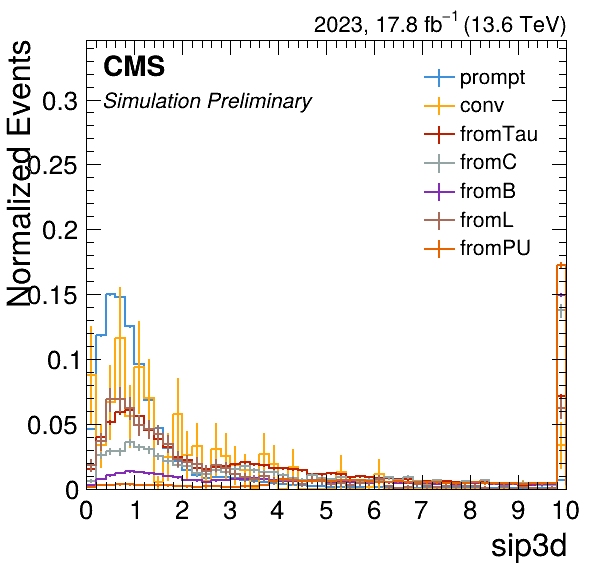 2023, 17.8 fb⁻¹ (13.6 TeV)
CMS
Simulation Preliminary
prompt
conv
fromTau
fromC
fromB
fromL
fromPU
Normalized Events
0.3
0.25
0.2
0.15
0.1
0.05
0
0 1 2 3 4 5 6 7 8 9 10
sip3d